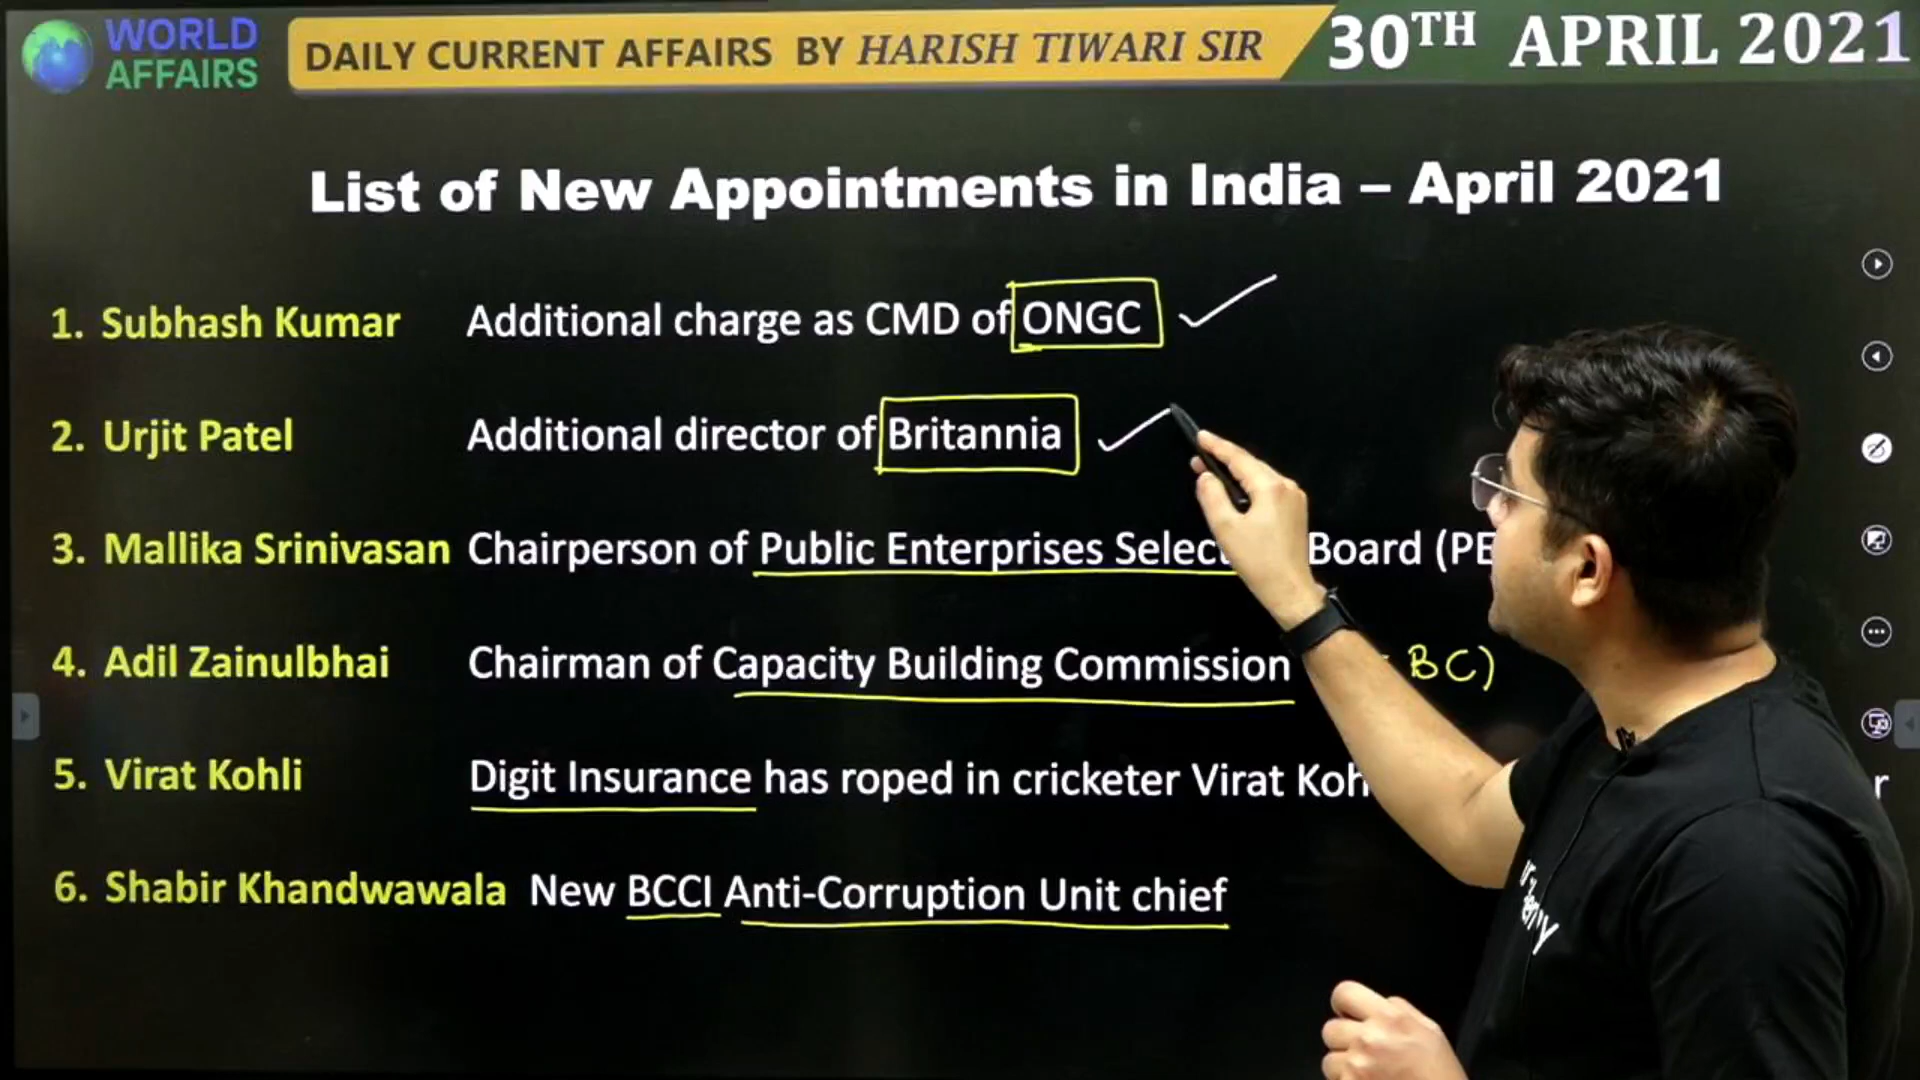 WORLD AFFAIRS
DAILY CURRENT AFFAIRS BY HARISH TIWARI SIR
30TH APRIL 2021
List of New Appointments in India – April 2021
1. Subhash Kumar Additional charge as CMD of ONGC
2. Urjit Patel Additional director of Britannia
3. Mallika Srinivasan Chairperson of Public Enterprises Board (PE
4. Adil Zainulbhai Chairman of Capacity Building Commission BC)
5. Virat Kohli Digit Insurance has roped in cricketer Virat Koh r
6. Shabir Khandwawala New BCCI Anti-Corruption Unit chief